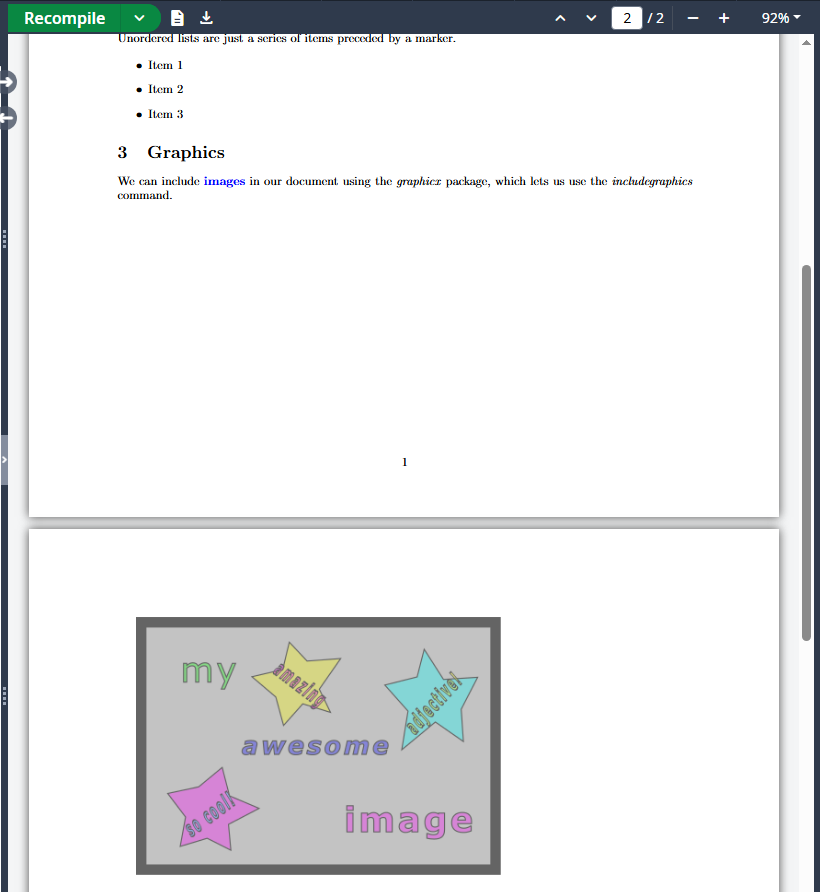 Recompile
2 / 2
92%
Unordered lists are just a series of items preceded by a marker.
• Item 1
• Item 2
• Item 3
3 Graphics
We can include images in our document using the graphicx package, which lets us use the includegraphics
command.
1
my
amazing
adjective!
awesome
so cool!
image